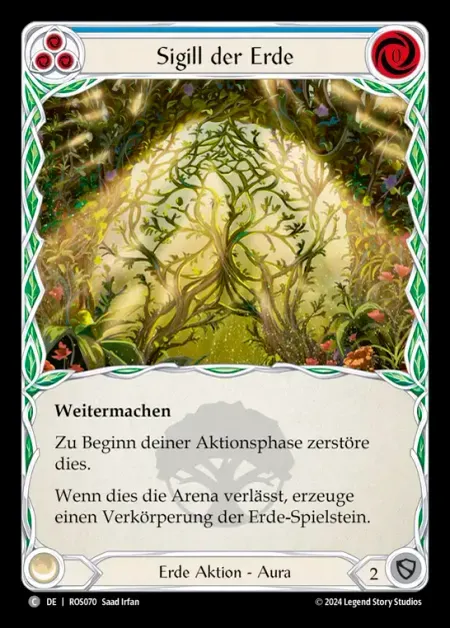 Sigill der Erde
0
Weitermachen
Zu Beginn deiner Aktionsphase zerstöre
dies.
Wenn dies die Arena verlässt, erzeuge
einen Verkörperung der Erde-Spielstein.
Erde Aktion - Aura
2
C DE | ROS070 Saad Irfan
© 2024 Legend Story Studios